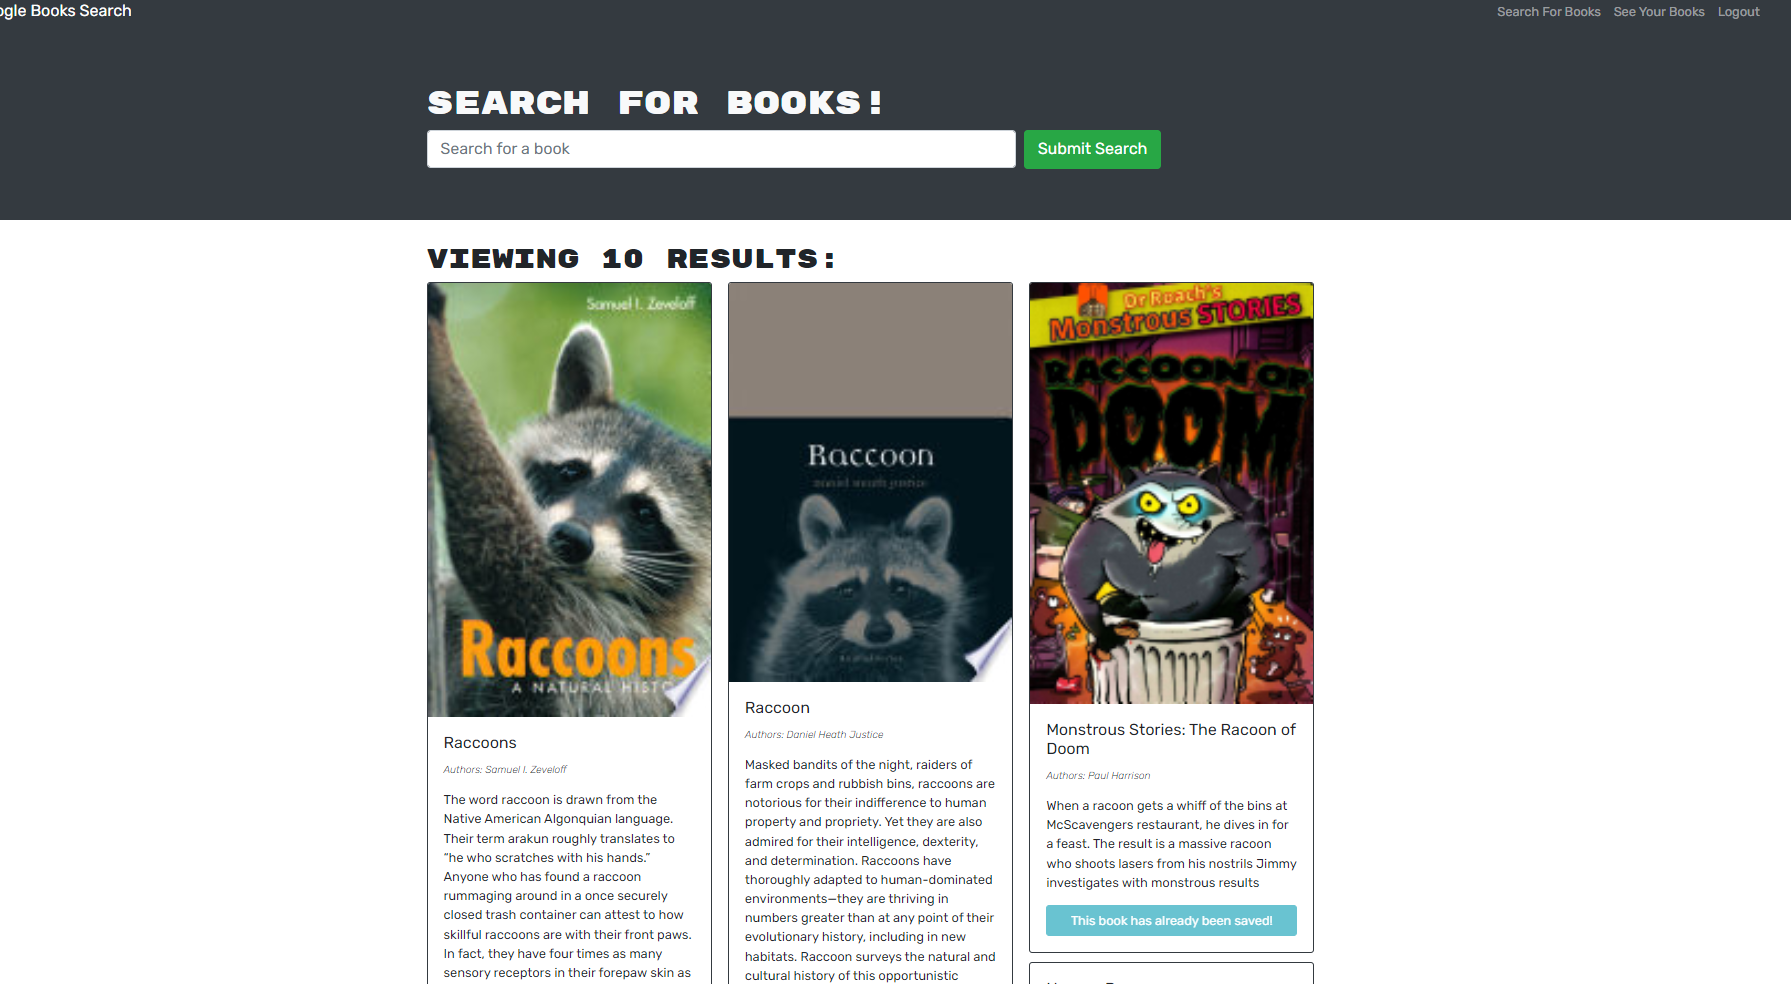 ogle Books Search
Search For Books See Your Books Logout
SEARCH FOR BOOKS!
Search for a book
Submit Search
VIEWING 10 RESULTS:
Samuel I. Zeveloff
Raccoons
A NATURAL HISTO
Raccoons
Authors: Samuel I. Zeveloff
The word raccoon is drawn from the
Native American Algonquian language.
Their term arakun roughly translates to
“he who scratches with his hands.”
Anyone who has found a raccoon
rummaging around in a once securely
closed trash container can attest to how
skillful raccoons are with their front paws.
In fact, they have four times as many
sensory receptors in their forepaw skin as
Raccoon
daniel heath justice
Raccoon
Authors: Daniel Heath Justice
Masked bandits of the night, raiders of
farm crops and rubbish bins, raccoons are
notorious for their indifference to human
property and propriety. Yet they are also
admired for their intelligence, dexterity,
and determination. Raccoons have
thoroughly adapted to human-dominated
environments—they are thriving in
numbers greater than at any point of their
evolutionary history, including in new
habitats. Raccoon surveys the natural and
cultural history of this opportunistic
Dr Roach's
Monstrous STORIES
RACCOON OF
DOOM
Monstrous Stories: The Racoon of
Doom
Authors: Paul Harrison
When a racoon gets a whiff of the bins at
McScavengers restaurant, he dives in for
a feast. The result is a massive racoon
who shoots lasers from his nostrils Jimmy
investigates with monstrous results
This book has already been saved!